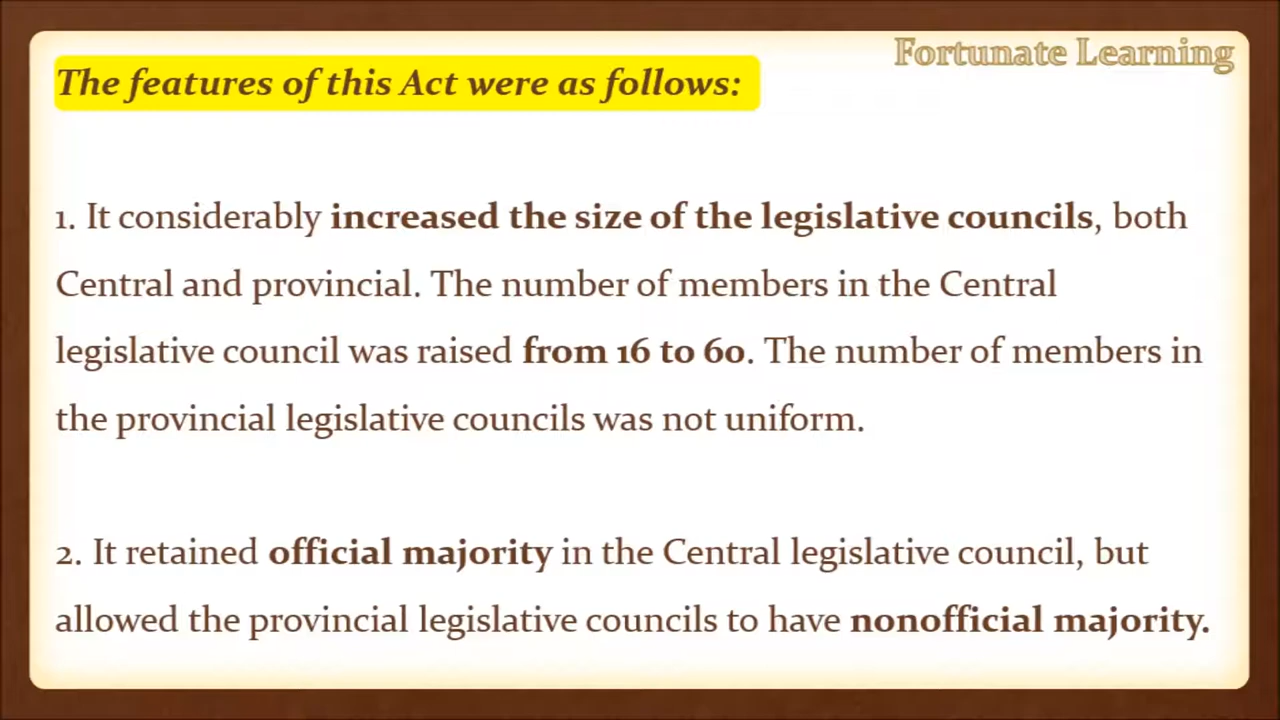 Fortunate Learning
The features of this Act were as follows:
1. It considerably increased the size of the legislative councils, both
Central and provincial. The number of members in the Central
legislative council was raised from 16 to 60. The number of members in
the provincial legislative councils was not uniform.
2. It retained official majority in the Central legislative council, but
allowed the provincial legislative councils to have nonofficial majority.